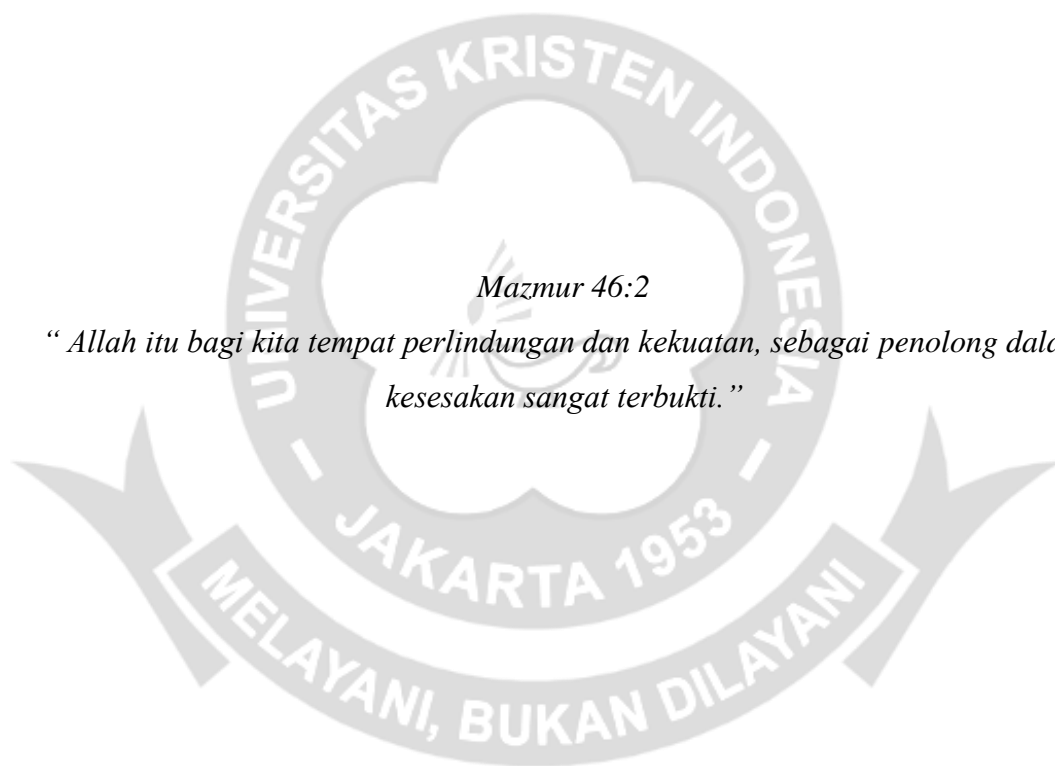 UNIVERSITAS KRISTEN INDONESIA
Mazmur 46:2
“ Allah itu bagi kita tempat perlindungan dan kekuatan, sebagai penolong
kesesakan sangat terbukti.”
JAKARTA 1953
MELAYANI, BUKAN DILAYANI